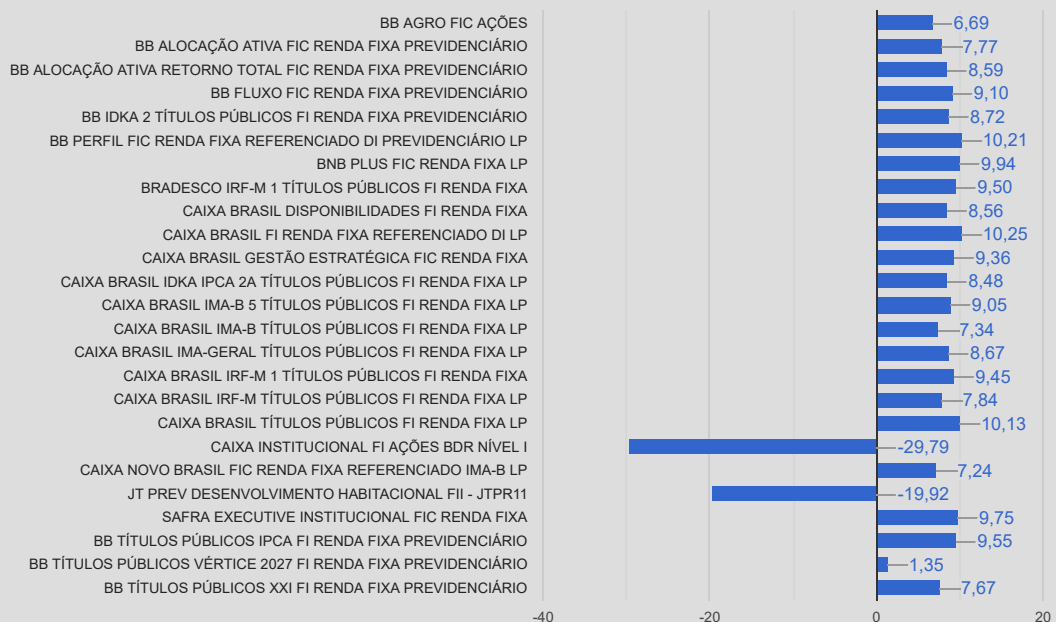 BB AGRO FIC AÇÕES 6,69
BB ALOCAÇÃO ATIVA FIC RENDA FIXA PREVIDENCIÁRIO 7,77
BB ALOCAÇÃO ATIVA RETORNO TOTAL FIC RENDA FIXA PREVIDENCIÁRIO 8,59
BB FLUXO FIC RENDA FIXA PREVIDENCIÁRIO 9,10
BB IDKA 2 TÍTULOS PÚBLICOS FI RENDA FIXA PREVIDENCIÁRIO 8,72
BB PERFIL FIC RENDA FIXA REFERENCIADO DI PREVIDENCIÁRIO LP 10,21
BNB PLUS FIC RENDA FIXA LP 9,94
BRADESCO IRF-M 1 TÍTULOS PÚBLICOS FI RENDA FIXA 9,50
CAIXA BRASIL DISPONIBILIDADES FI RENDA FIXA 8,56
CAIXA BRASIL FI RENDA FIXA REFERENCIADO DI LP 10,25
CAIXA BRASIL GESTÃO ESTRATÉGICA FIC RENDA FIXA 9,36
CAIXA BRASIL IDKA IPCA 2A TÍTULOS PÚBLICOS FI RENDA FIXA LP 8,48
CAIXA BRASIL IMA-B 5 TÍTULOS PÚBLICOS FI RENDA FIXA LP 9,05
CAIXA BRASIL IMA-B TÍTULOS PÚBLICOS FI RENDA FIXA LP 7,34
CAIXA BRASIL IMA-GERAL TÍTULOS PÚBLICOS FI RENDA FIXA LP 8,67
CAIXA BRASIL IRF-M 1 TÍTULOS PÚBLICOS FI RENDA FIXA 9,45
CAIXA BRASIL IRF-M TÍTULOS PÚBLICOS FI RENDA FIXA LP 7,84
CAIXA BRASIL TÍTULOS PÚBLICOS FI RENDA FIXA LP 10,13
CAIXA INSTITUCIONAL FI AÇÕES BDR NÍVEL I -29,79
CAIXA NOVO BRASIL FIC RENDA FIXA REFERENCIADO IMA-B LP 7,24
JT PREV DESENVOLVIMENTO HABITACIONAL FII - JTPR11 -19,92
SAFRA EXECUTIVE INSTITUCIONAL FIC RENDA FIXA 9,75
BB TÍTULOS PÚBLICOS IPCA FI RENDA FIXA PREVIDENCIÁRIO 9,55
BB TÍTULOS PÚBLICOS VÉRTICE 2027 FI RENDA FIXA PREVIDENCIÁRIO 1,35
BB TÍTULOS PÚBLICOS XXI FI RENDA FIXA PREVIDENCIÁRIO 7,67
-40 -20 0 20